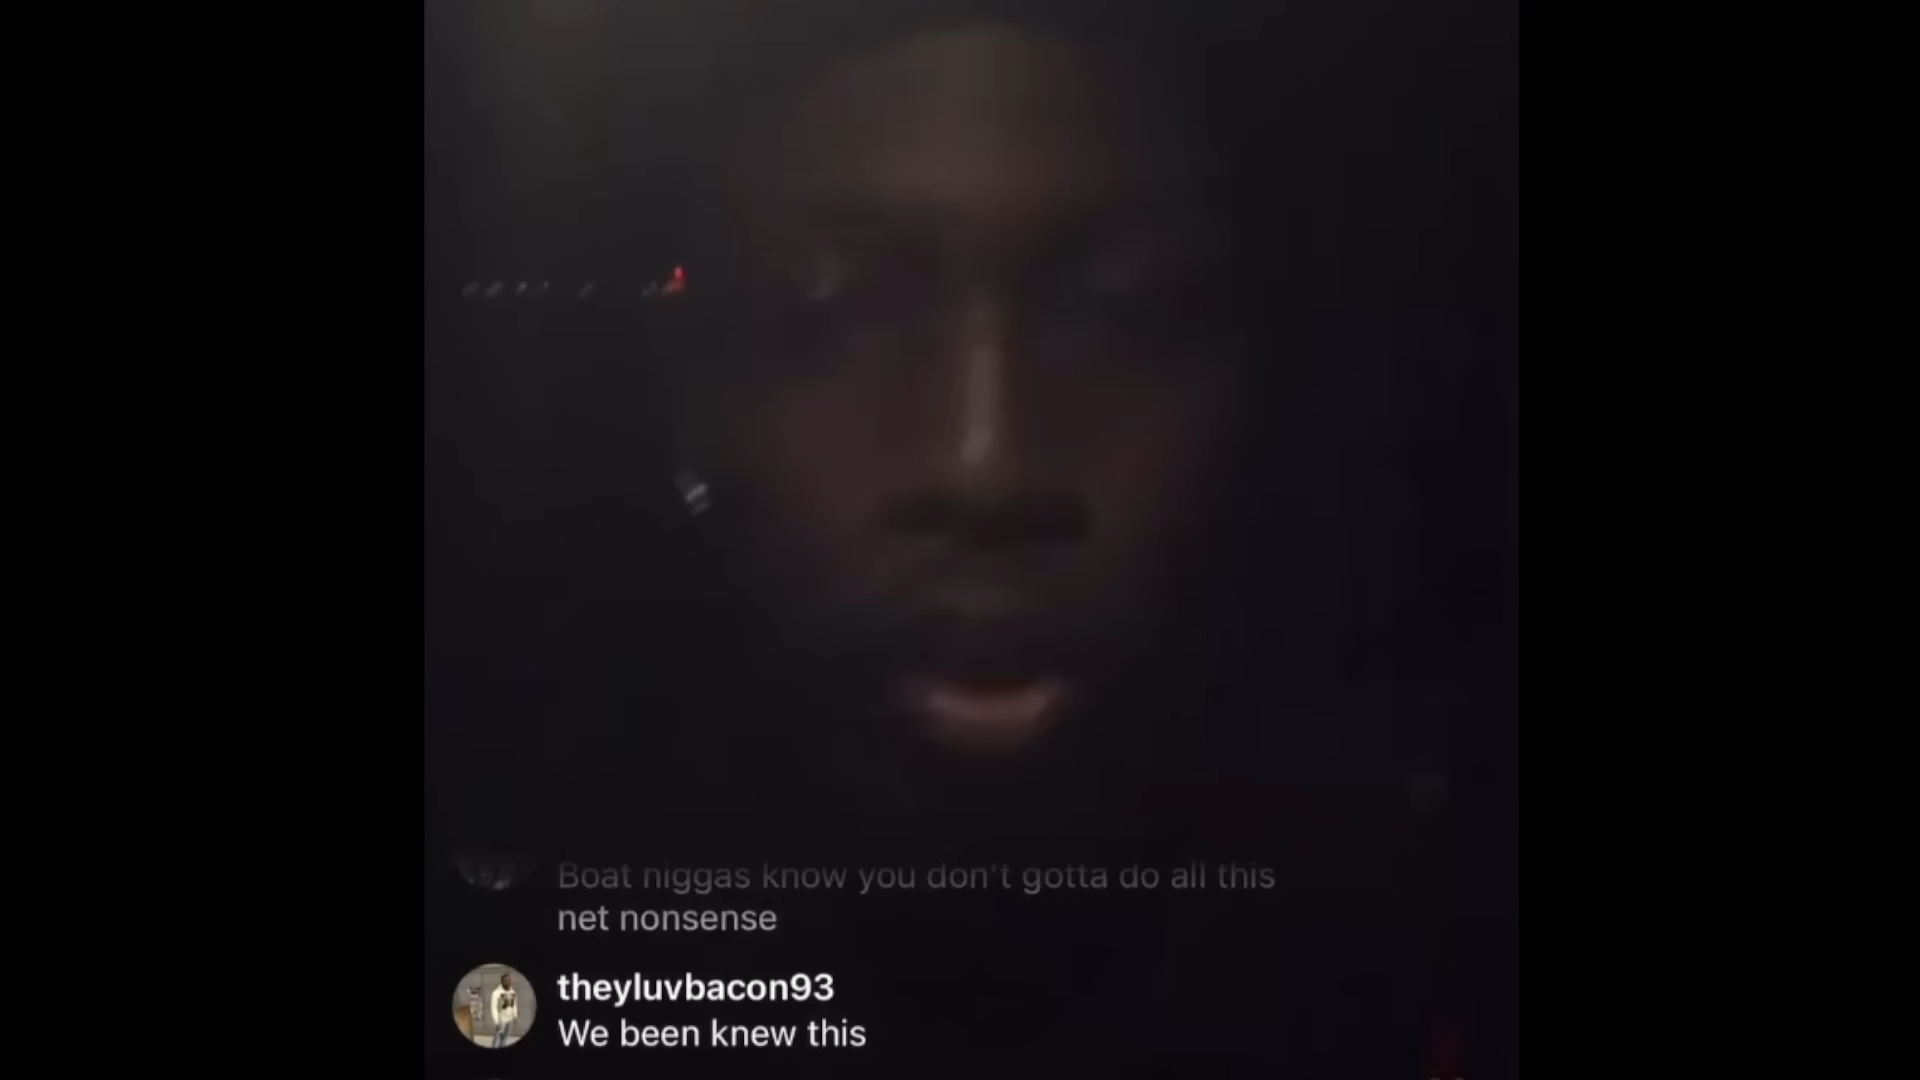 Boat niggas know you don't gotta do all this
net nonsense
theyluvbacon93
We been knew this